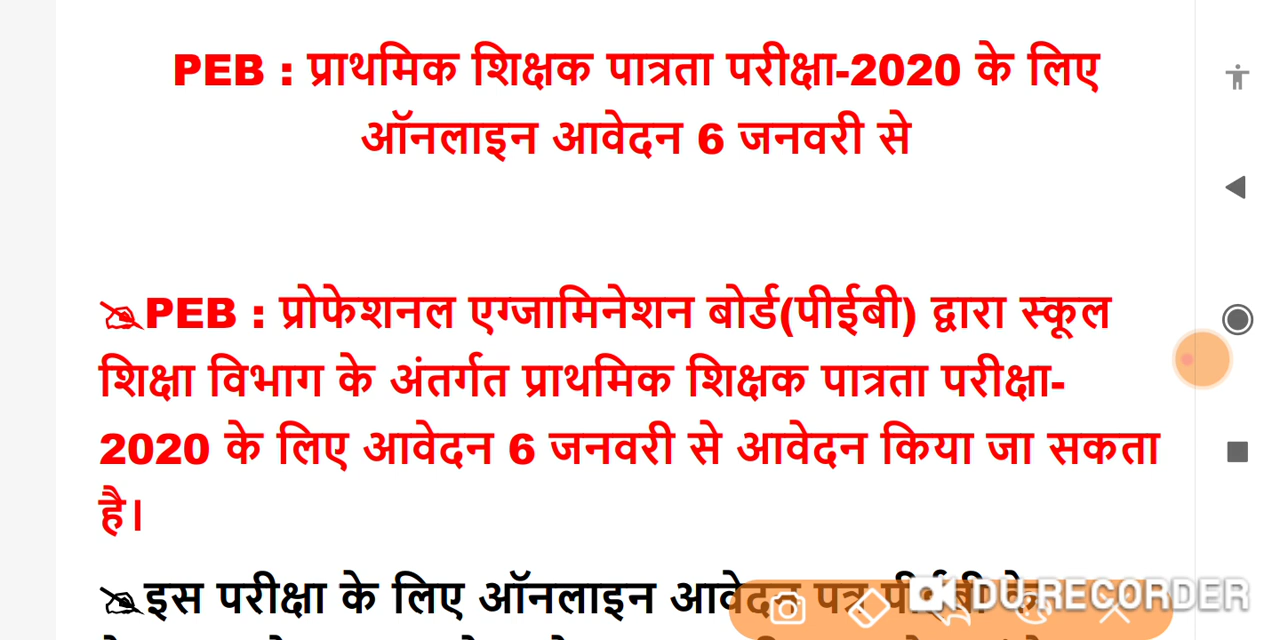 PEB : प्राथमिक शिक्षक पात्रता परीक्षा-2020 के लिए
ऑनलाइन आवेदन 6 जनवरी से
PEB : प्रोफेशनल एग्जामिनेशन बोर्ड(पीईबी) द्वारा स्कूल
शिक्षा विभाग के अंतर्गत प्राथमिक शिक्षक पात्रता परीक्षा-
2020 के लिए आवेदन 6 जनवरी से आवेदन किया जा सकता
है।
इस परीक्षा के लिए ऑनलाइन आवेदन पत्र पीईबी के
DU RECORDER